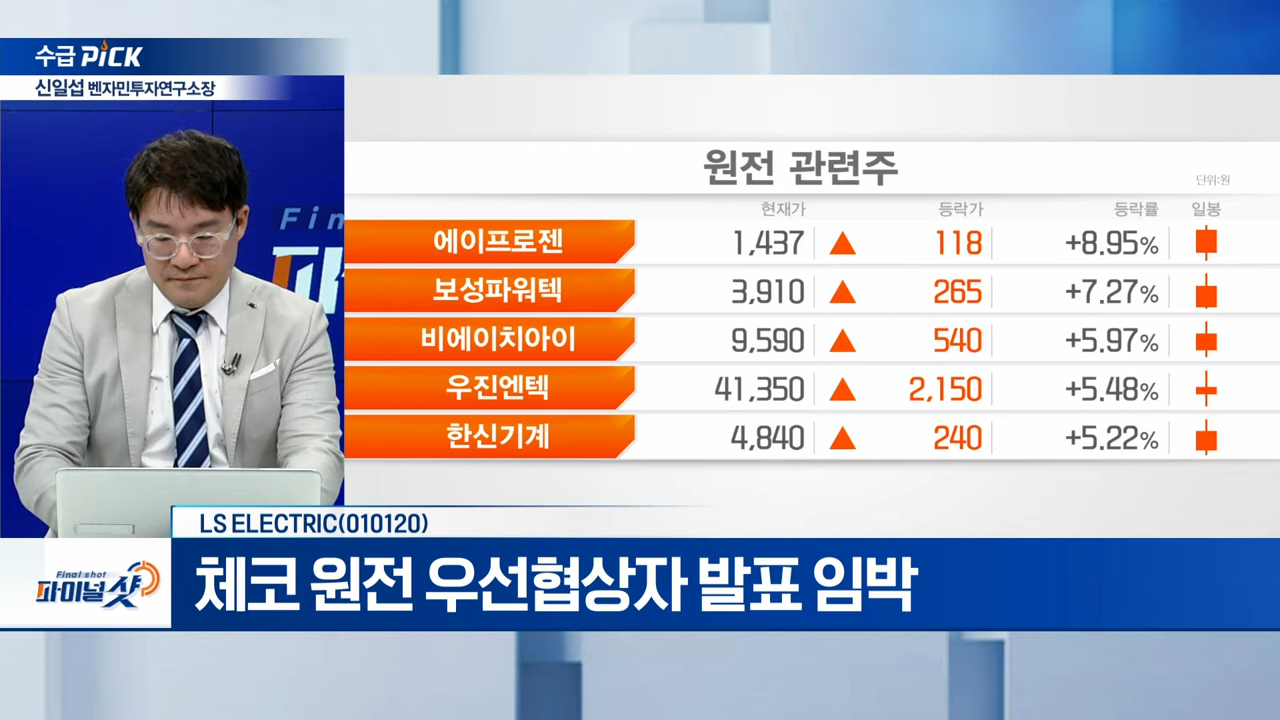 수급 PICK
신일섭 벤자민투자연구소장
원전 관련주
단위:원
현재가 등락가 등락률 일봉
에이프로젠 1,437 ▲ 118 +8.95%
보성파워텍 3,910 ▲ 265 +7.27%
비에이치아이 9,590 ▲ 540 +5.97%
우진엔텍 41,350 ▲ 2,150 +5.48%
한신기계 4,840 ▲ 240 +5.22%
Fin
파
LS ELECTRIC(010120)
Final shot
파이널샷
체코 원전 우선협상자 발표 임박